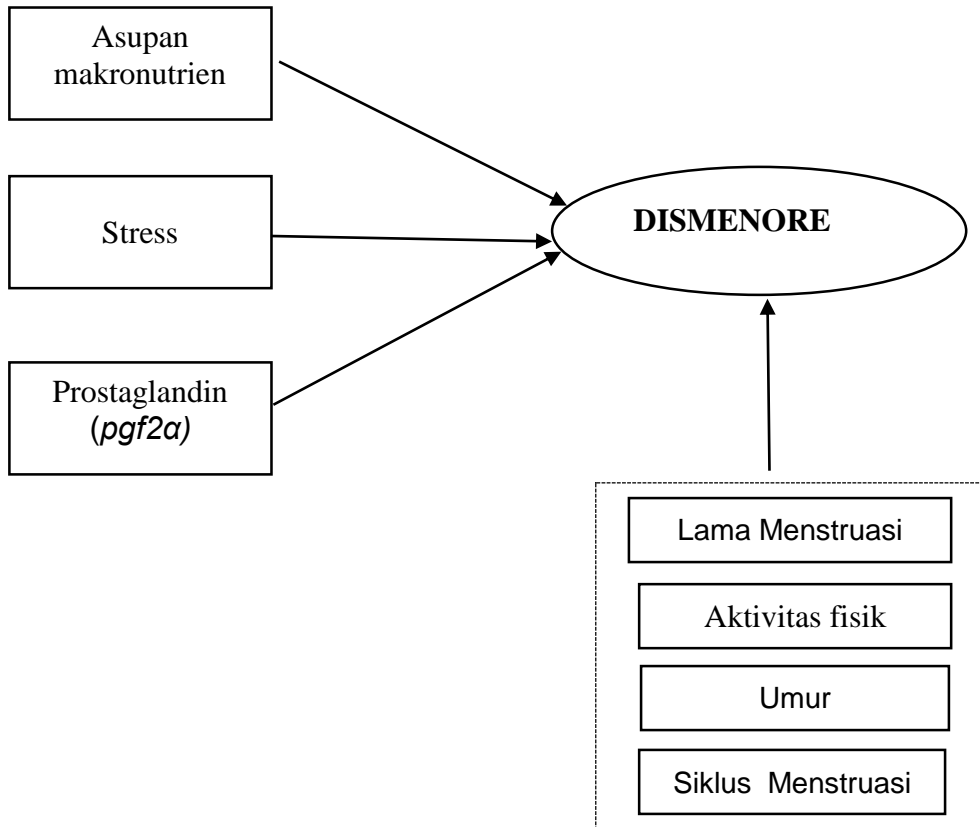 Asupan
makronutrien
Stress
DISMENORE
Prostaglandin
(pgf2α)
Lama Menstruasi
Aktivitas fisik
Umur
Siklus Menstruasi